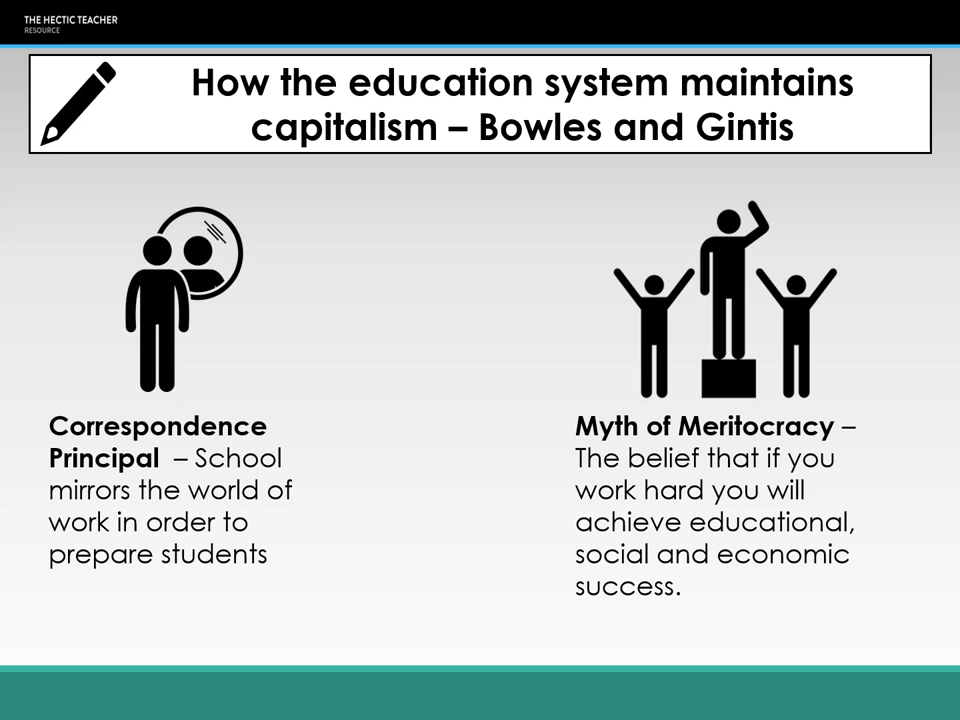 THE HECTIC TEACHER
RESOURCE
How the education system maintains
capitalism – Bowles and Gintis
Correspondence
Principal – School
mirrors the world of
work in order to
prepare students
Myth of Meritocracy –
The belief that if you
work hard you will
achieve educational,
social and economic
success.